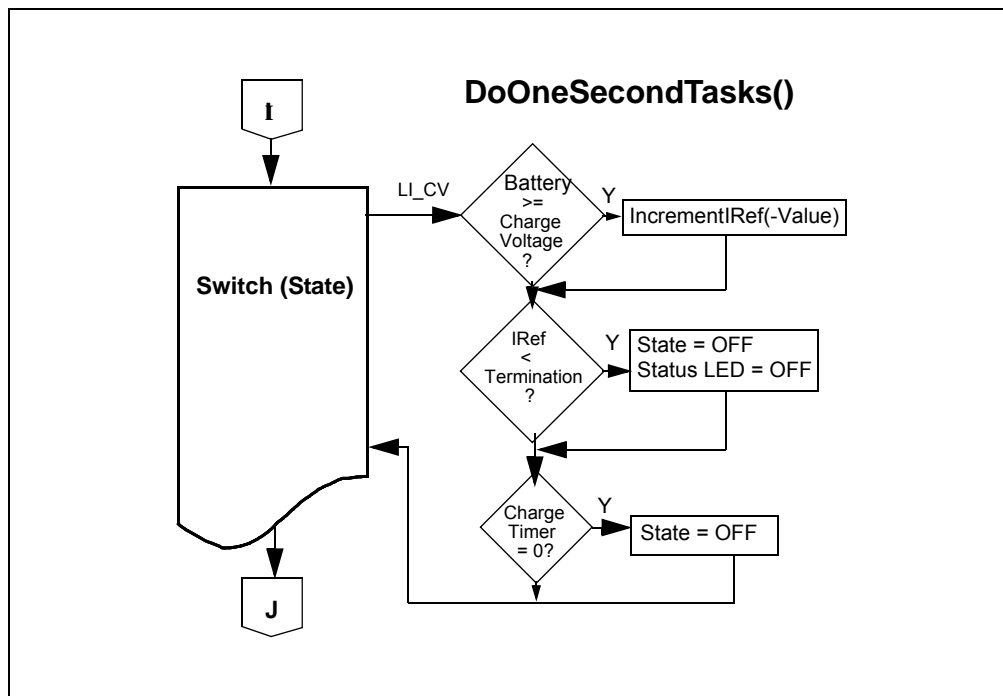 I
DoOneSecondTasks()
LI_CV
Battery
>=
Charge
Voltage
?
Y
IncrementIRef(-Value)
Switch (State)
IRef
<
Termination
?
Y
State = OFF
Status LED = OFF
Charge
Timer
= 0?
Y
State = OFF
J